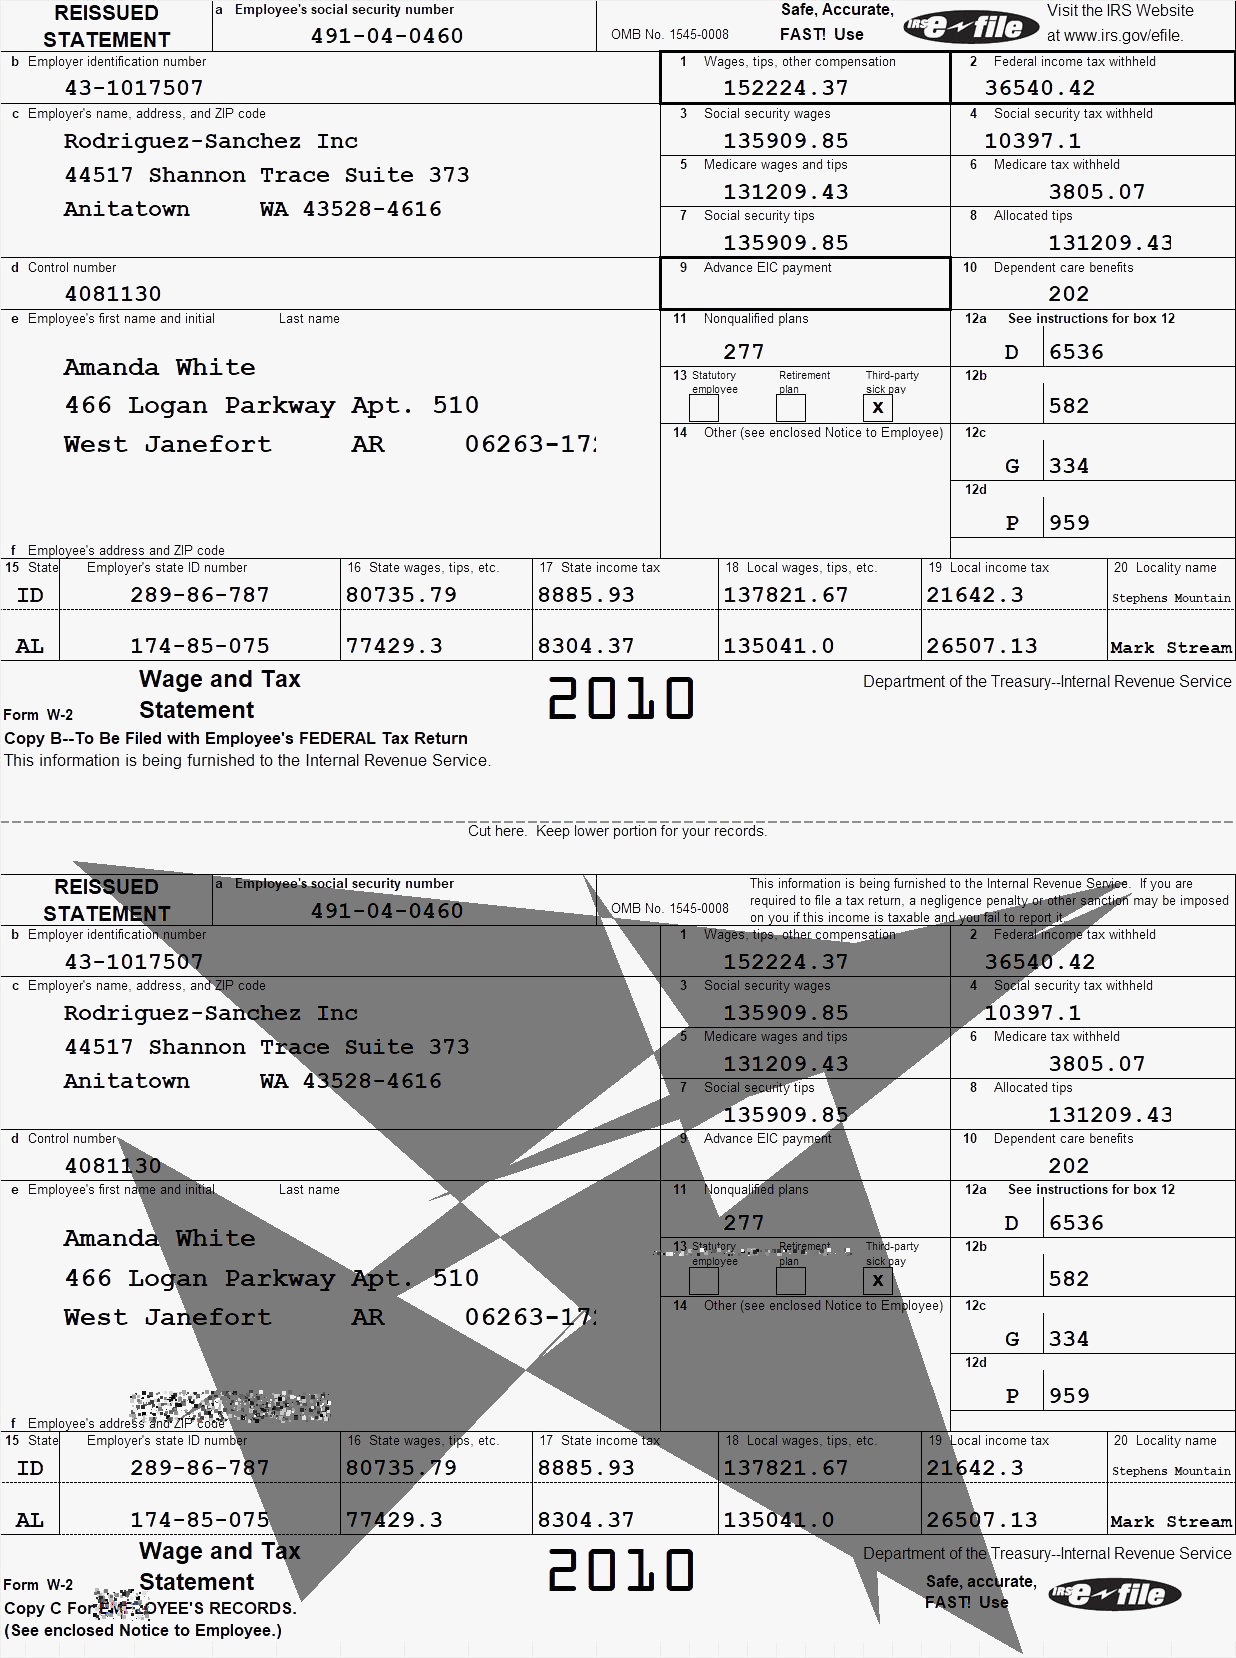 REISSUED STATEMENT
a Employee's social security number
491-04-0460
OMB No. 1545-0008
Safe, Accurate, FAST! Use
IRS e-file
Visit the IRS Website at www.irs.gov/efile.
b Employer identification number
43-1017507
1 Wages, tips, other compensation
152224.37
2 Federal income tax withheld
36540.42
c Employer's name, address, and ZIP code
Rodriguez-Sanchez Inc
44517 Shannon Trace Suite 373
Anitatown WA 43528-4616
3 Social security wages
135909.85
4 Social security tax withheld
10397.1
5 Medicare wages and tips
131209.43
6 Medicare tax withheld
3805.07
7 Social security tips
135909.85
8 Allocated tips
131209.43
d Control number
4081130
9 Advance EIC payment
10 Dependent care benefits
202
e Employee's first name and initial Last name
Amanda White
466 Logan Parkway Apt. 510
West Janefort AR 06263-17
11 Nonqualified plans
277
12a See instructions for box 12
D 6536
13 Statutory employee Retirement plan Third-party sick pay
X
12b
582
14 Other (see enclosed Notice to Employee)
12c
G 334
12d
P 959
f Employee's address and ZIP code
15 State Employer's state ID number 16 State wages, tips, etc. 17 State income tax 18 Local wages, tips, etc. 19 Local income tax 20 Locality name
ID 289-86-787 80735.79 8885.93 137821.67 21642.3 Stephens Mountain
AL 174-85-075 77429.3 8304.37 135041.0 26507.13 Mark Stream
Wage and Tax
Statement
Form W-2
2010
Department of the Treasury--Internal Revenue Service
Copy B--To Be Filed with Employee's FEDERAL Tax Return
This information is being furnished to the Internal Revenue Service.
Cut here. Keep lower portion for your records.
REISSUED STATEMENT
a Employee's social security number
491-04-0460
OMB No. 1545-0008
This information is being furnished to the Internal Revenue Service. If you are
required to file a tax return, a negligence penalty or other sanction may be imposed
on you if this income is taxable and you fail to report it.
b Employer identification number
43-1017507
1 Wages, tips, other compensation
152224.37
2 Federal income tax withheld
36540.42
c Employer's name, address, and ZIP code
Rodriguez-Sanchez Inc
44517 Shannon Trace Suite 373
Anitatown WA 43528-4616
3 Social security wages
135909.85
4 Social security tax withheld
10397.1
5 Medicare wages and tips
131209.43
6 Medicare tax withheld
3805.07
7 Social security tips
135909.85
8 Allocated tips
131209.43
d Control number
4081130
9 Advance EIC payment
10 Dependent care benefits
202
e Employee's first name and initial Last name
Amanda White
466 Logan Parkway Apt. 510
West Janefort AR 06263-17
11 Nonqualified plans
277
12a See instructions for box 12
D 6536
13 Statutory employee Retirement plan Third-party sick pay
X
12b
582
14 Other (see enclosed Notice to Employee)
12c
G 334
12d
P 959
f Employee's address and ZIP code
15 State Employer's state ID number 16 State wages, tips, etc. 17 State income tax 18 Local wages, tips, etc. 19 Local income tax 20 Locality name
ID 289-86-787 80735.79 8885.93 137821.67 21642.3 Stephens Mountain
AL 174-85-075 77429.3 8304.37 135041.0 26507.13 Mark Stream
Wage and Tax
Statement
Form W-2
2010
Department of the Treasury--Internal Revenue Service
Safe, accurate,
FAST! Use
IRS e-file
Copy C For EMPLOYEE'S RECORDS.
(See enclosed Notice to Employee.)